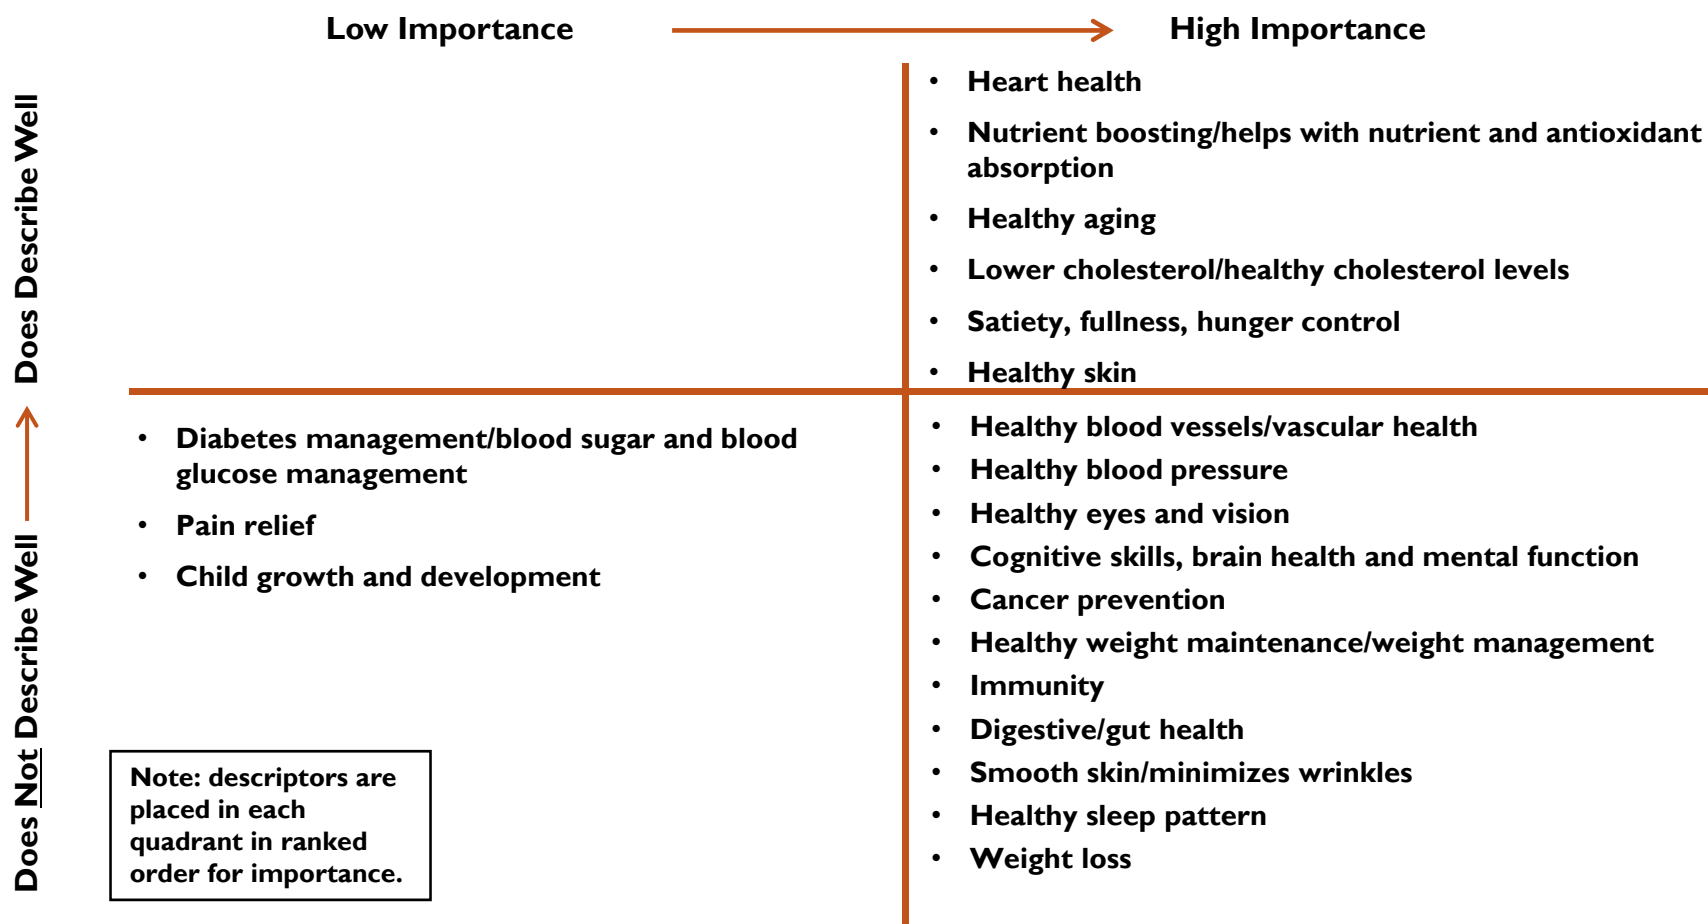 Low Importance
High Importance
Does Describe Well
Does Not Describe Well
• Heart health
• Nutrient boosting/helps with nutrient and antioxidant
absorption
• Healthy aging
• Lower cholesterol/healthy cholesterol levels
• Satiety, fullness, hunger control
• Healthy skin
• Diabetes management/blood sugar and blood
glucose management
• Pain relief
• Child growth and development
• Healthy blood vessels/vascular health
• Healthy blood pressure
• Healthy eyes and vision
• Cognitive skills, brain health and mental function
• Cancer prevention
• Healthy weight maintenance/weight management
• Immunity
• Digestive/gut health
• Smooth skin/minimizes wrinkles
• Healthy sleep pattern
• Weight loss
Note: descriptors are
placed in each
quadrant in ranked
order for importance.